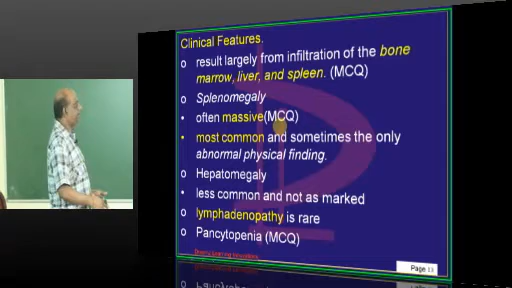 Clinical Features.
o result largely from infiltration of the bone
marrow, liver, and spleen. (MCQ)
o Splenomegaly
• often massive(MCQ)
• most common and sometimes the only
abnormal physical finding.
o Hepatomegaly
• less common and not as marked
o lymphadenopathy is rare
o Pancytopenia (MCQ)
Page 13